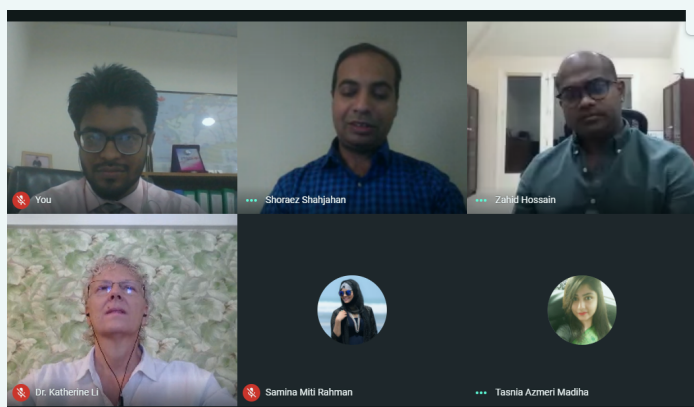 You
Shoraez Shahjahan
Zahid Hossain
Dr. Katherine Li
Samina Miti Rahman
Tasnia Azmeri Madiha